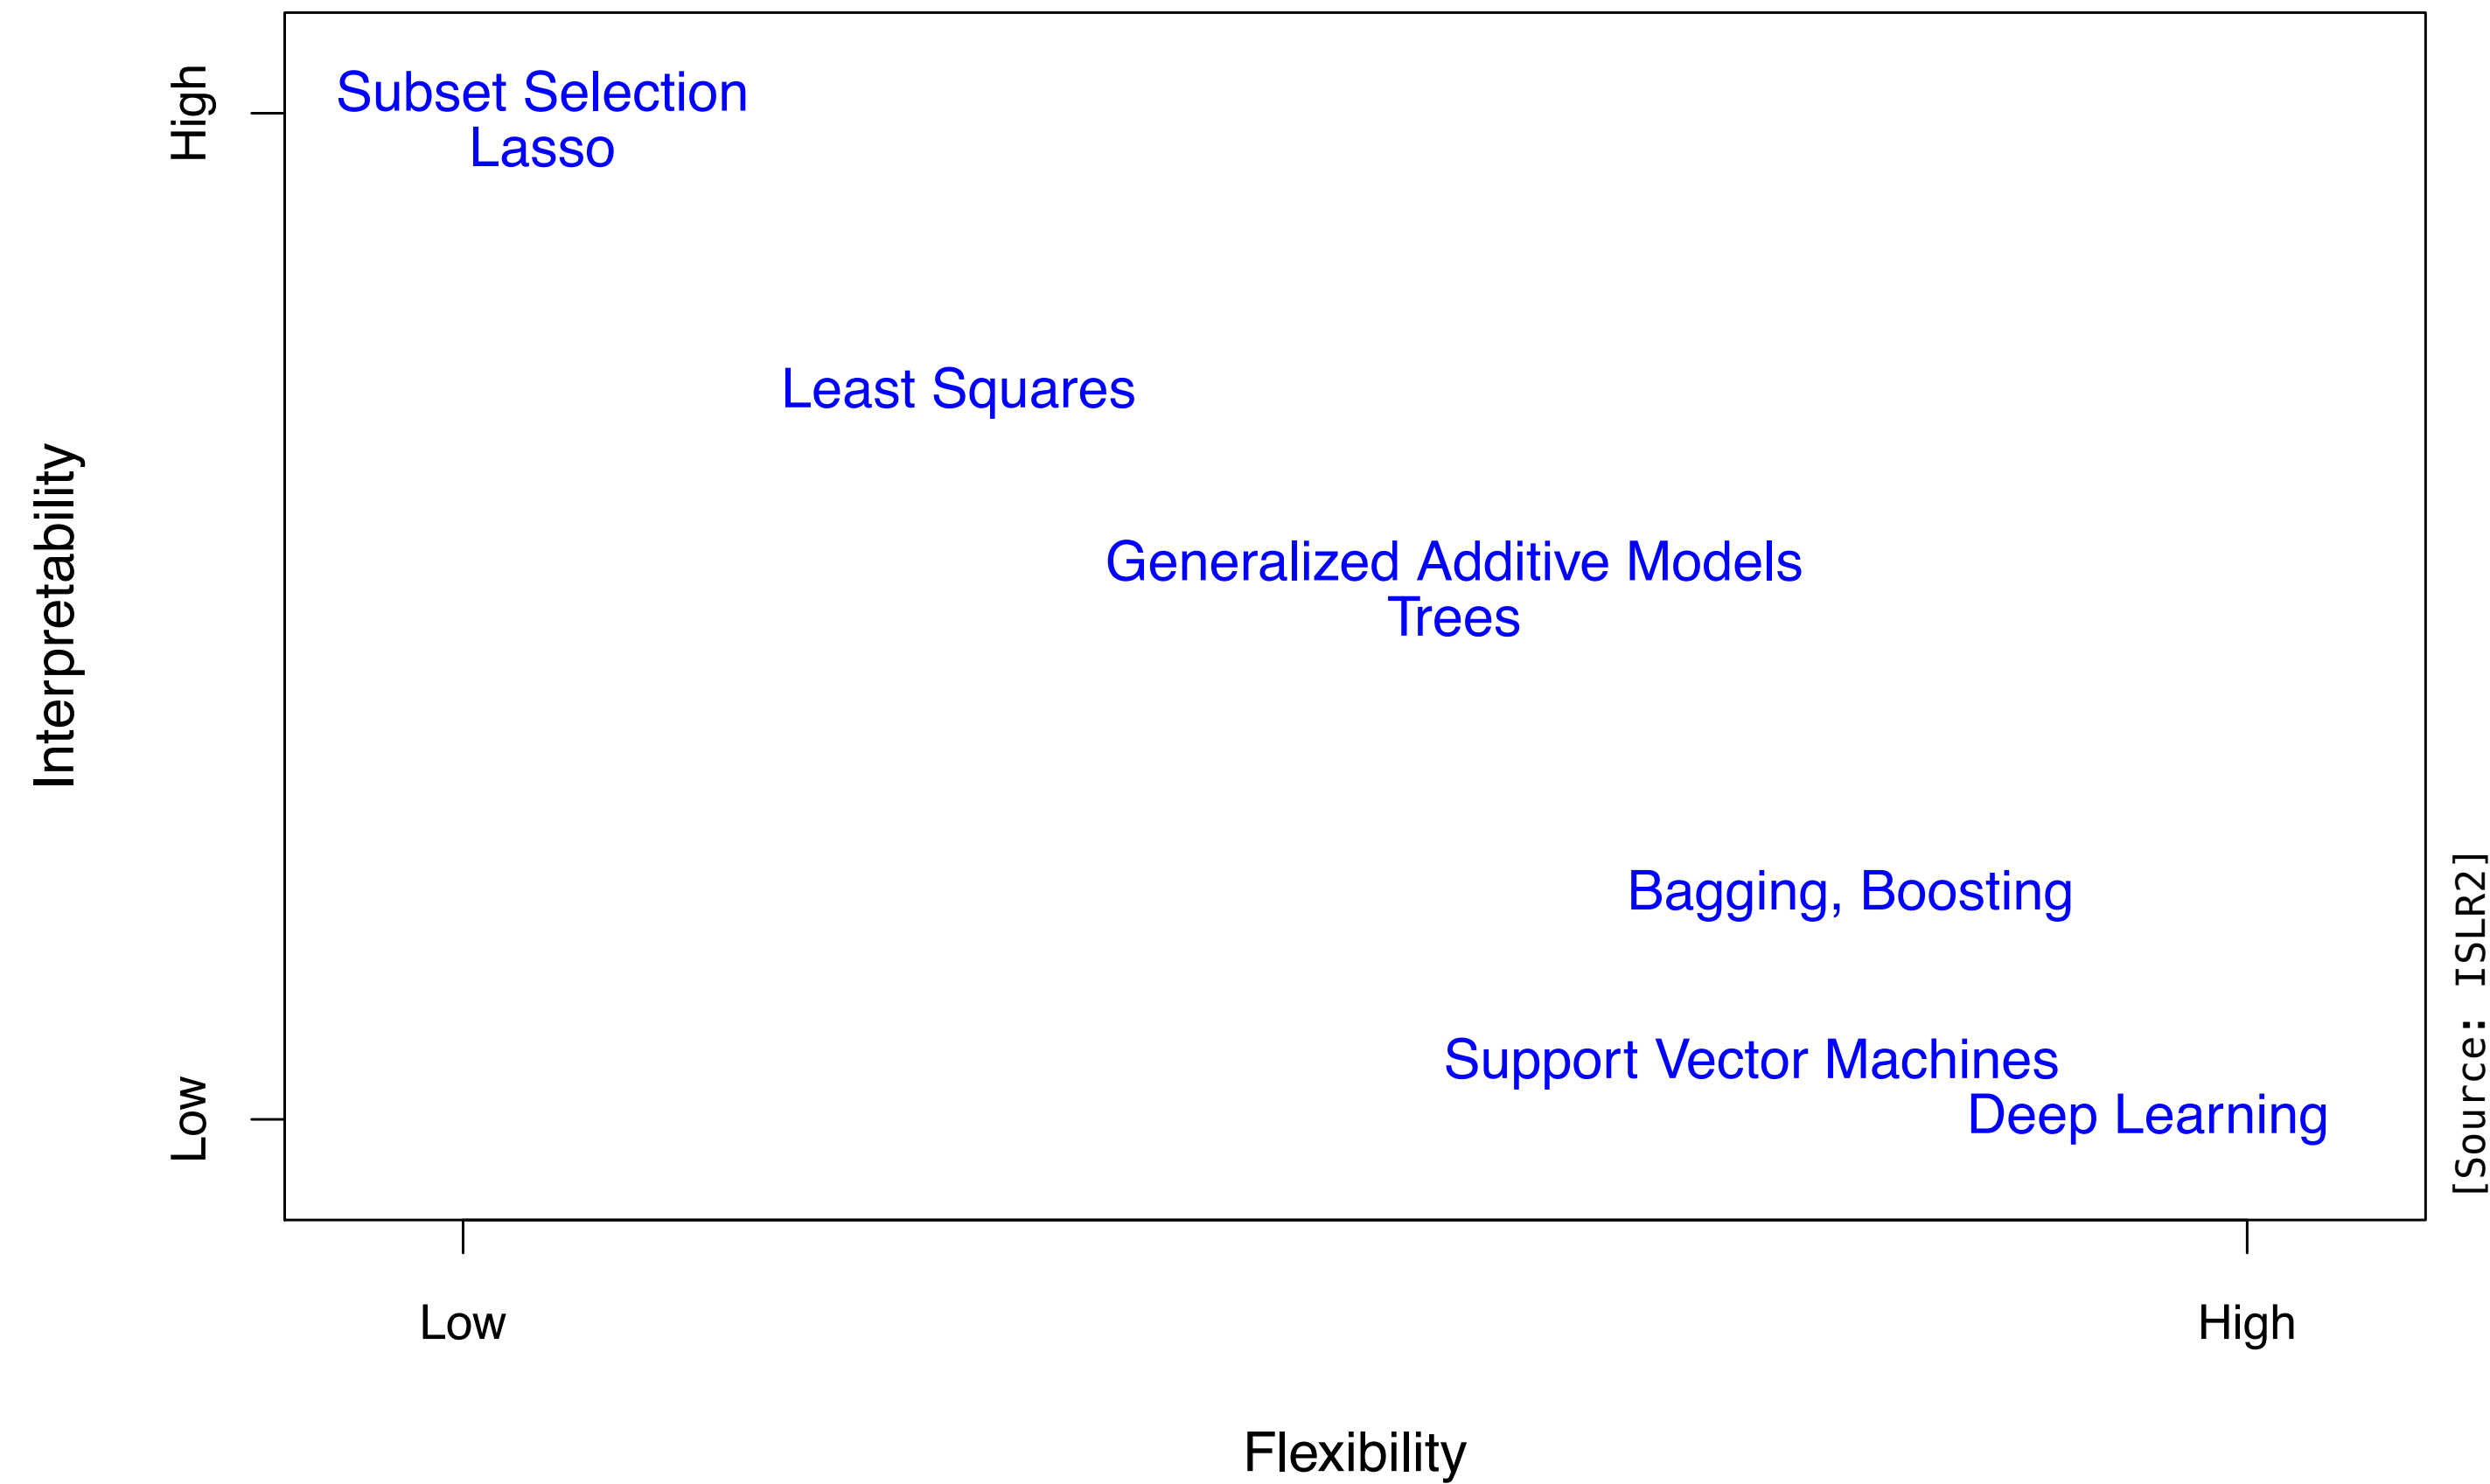 High
Subset Selection
Lasso
Least Squares
Interpretability
Generalized Additive Models
Trees
Bagging, Boosting
Support Vector Machines
Deep Learning
Low
Low
High
Flexibility
[Source: ISLR2]